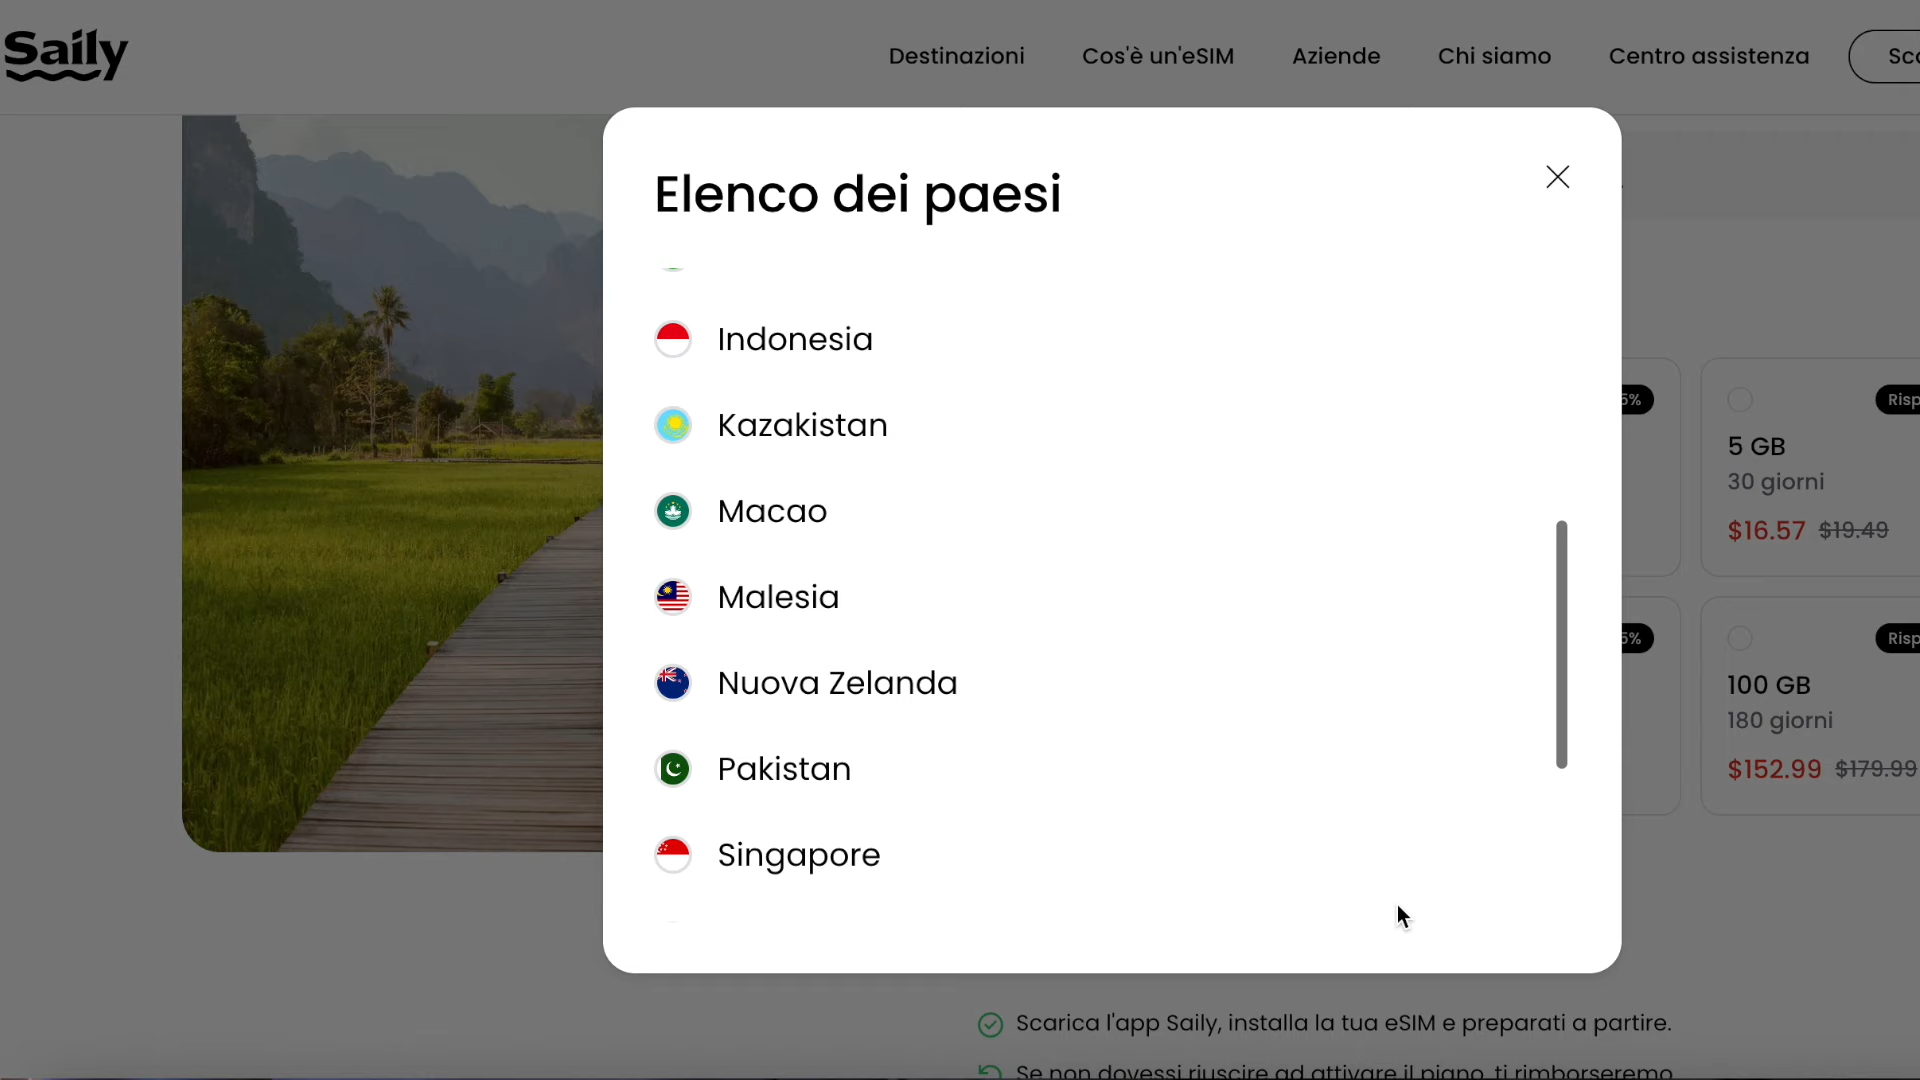 Saily
Destinazioni
Cos'è un'eSIM
Aziende
Chi siamo
Centro assistenza
Elenco dei paesi
Indonesia
Kazakistan
Macao
Malesia
Nuova Zelanda
Pakistan
Singapore
5%
5 GB
30 giorni
$16.57 $19.49
5%
100 GB
180 giorni
$152.99 $179.99
Scarica l'app Saily, installa la tua eSIM e preparati a partire.
Se non dovessi riuscire ad attivare il piano, ti rimborseremo